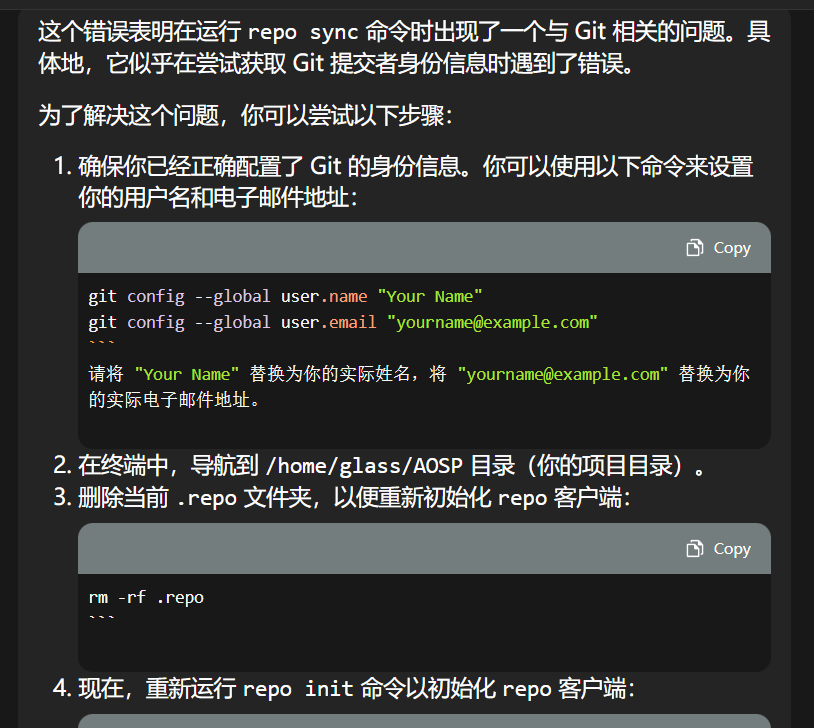 这个错误表明在运行 repo sync 命令时出现了一个与 Git 相关的问题。具
体地，它似乎在尝试获取 Git 提交者身份信息时遇到了错误。
为了解决这个问题，你可以尝试以下步骤：
1. 确保你已经正确配置了 Git 的身份信息。你可以使用以下命令来设置
你的用户名和电子邮件地址：
Copy
git config --global user.name "Your Name"
git config --global user.email "yourname@example.com"
```
请将 "Your Name" 替换为你的实际姓名，将 "yourname@example.com" 替换为你
的实际电子邮件地址。
2. 在终端中，导航到 /home/glass/AOSP 目录（你的项目目录）。
3. 删除当前 .repo 文件夹，以便重新初始化 repo 客户端：
Copy
rm -rf .repo
```
4. 现在，重新运行 repo init 命令以初始化 repo 客户端：